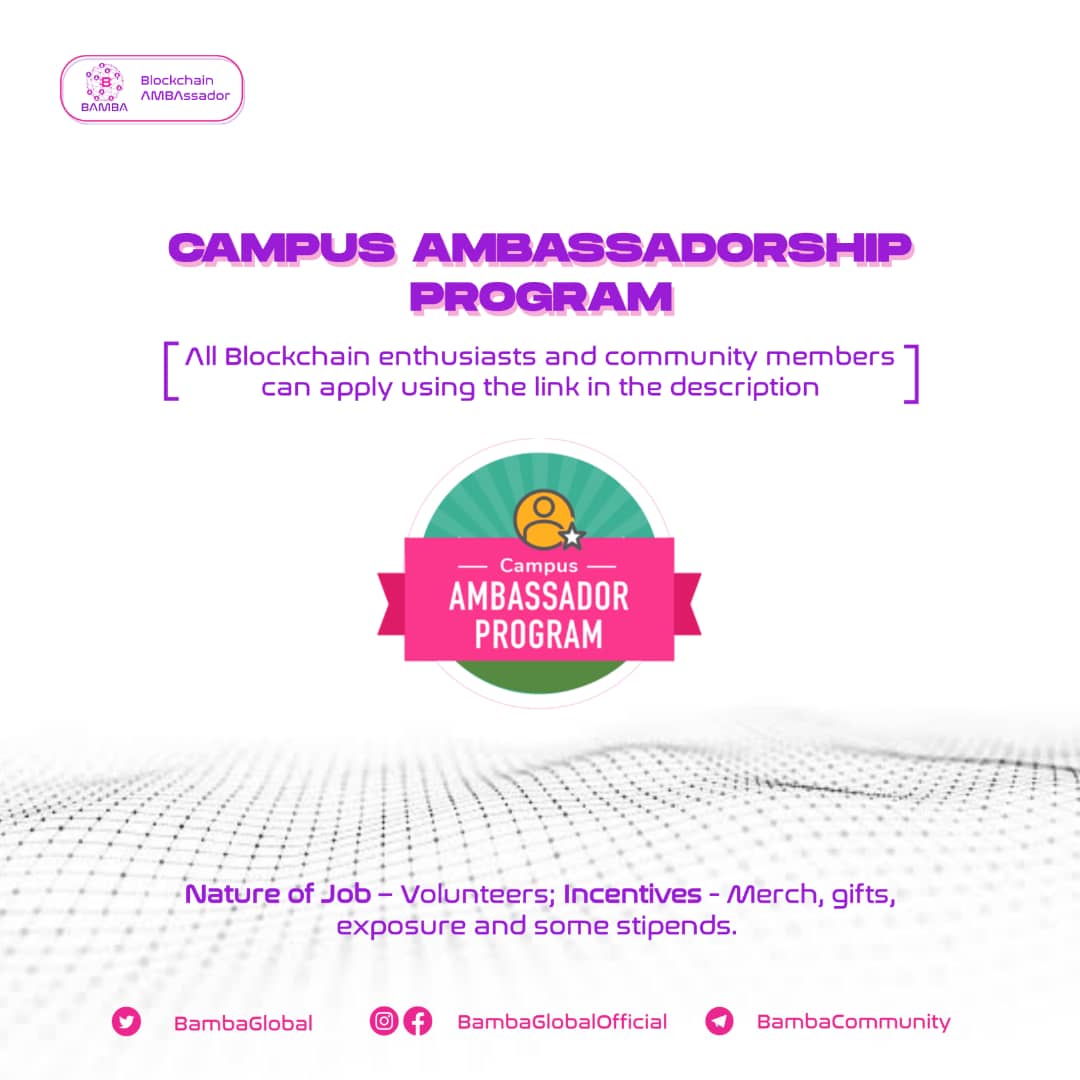 BAMBA
Blockchain
AMBAssador
CAMPUS AMBASSADORSHIP
PROGRAM
[All Blockchain enthusiasts and community members
can apply using the link in the description]
Campus
AMBASSADOR
PROGRAM
Nature of Job – Volunteers; Incentives - Merch, gifts,
exposure and some stipends.
BambaGlobal
BambaGlobalOfficial
BambaCommunity